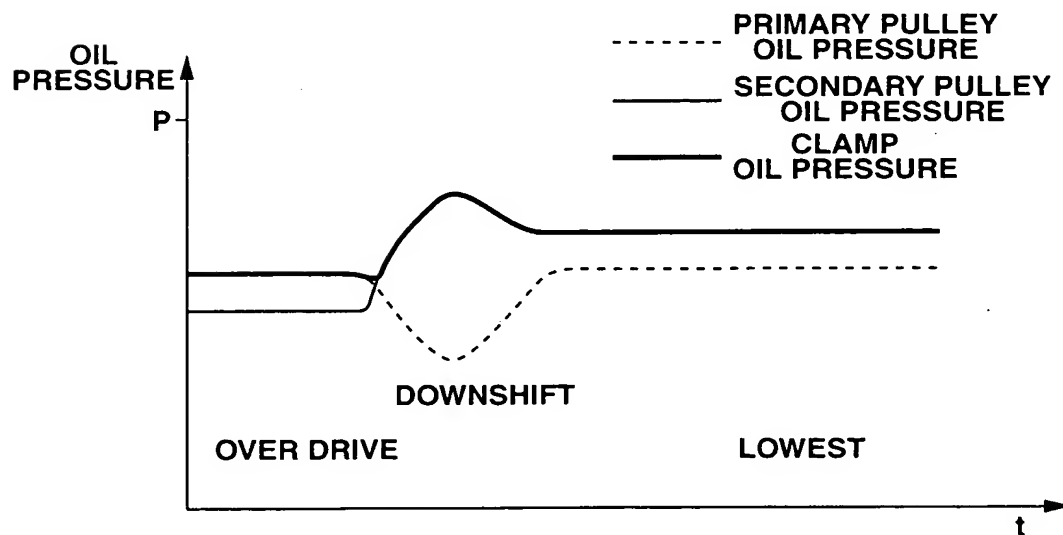 OIL
PRESSURE
P
PRIMARY PULLEY
OIL PRESSURE
SECONDARY PULLEY
OIL PRESSURE
CLAMP
OIL PRESSURE
DOWNSHIFT
OVER DRIVE
LOWEST
t